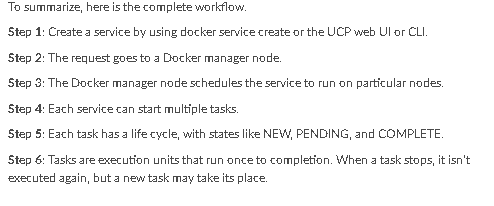 To summarize, here is the complete workflow.
Step 1: Create a service by using docker service create or the UCP web UI or CLI.
Step 2: The request goes to a Docker manager node.
Step 3: The Docker manager node schedules the service to run on particular nodes.
Step 4: Each service can start multiple tasks.
Step 5: Each task has a life cycle, with states like NEW, PENDING, and COMPLETE.
Step 6: Tasks are execution units that run once to completion. When a task stops, it isn't
executed again, but a new task may take its place.